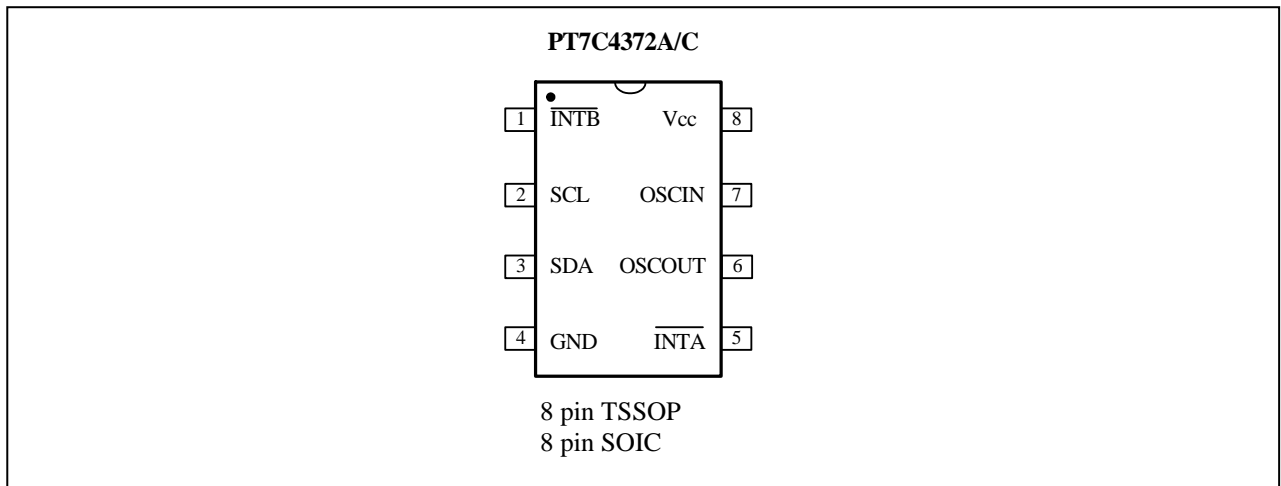 PT7C4372A/C
1 INTB Vcc 8
2 SCL OSCIN 7
3 SDA OSCOUT 6
4 GND INTA 5
8 pin TSSOP
8 pin SOIC